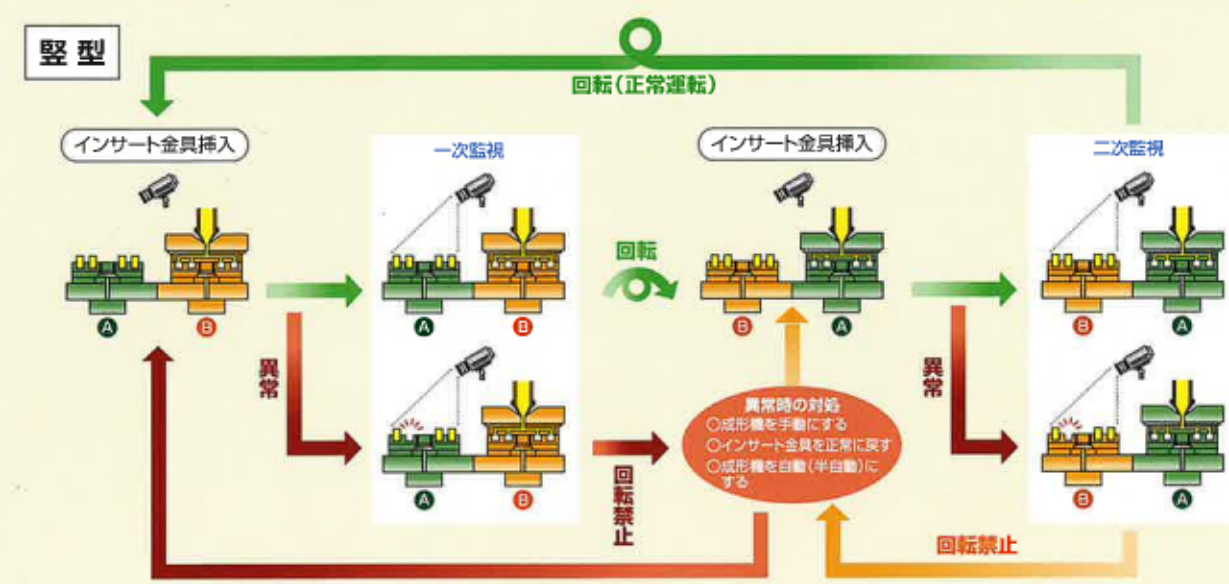 竪型
回転(正常運転)
インサート金具挿入
一次監視
インサート金具挿入
二次監視
回転
A
B
A
B
B
A
B
A
異常
異常
A
B
回転禁止
異常時の対処
○成形機を手動にする
○インサート金具を正常に戻す
○成形機を自動(半自動)に
する
B
A
回転禁止